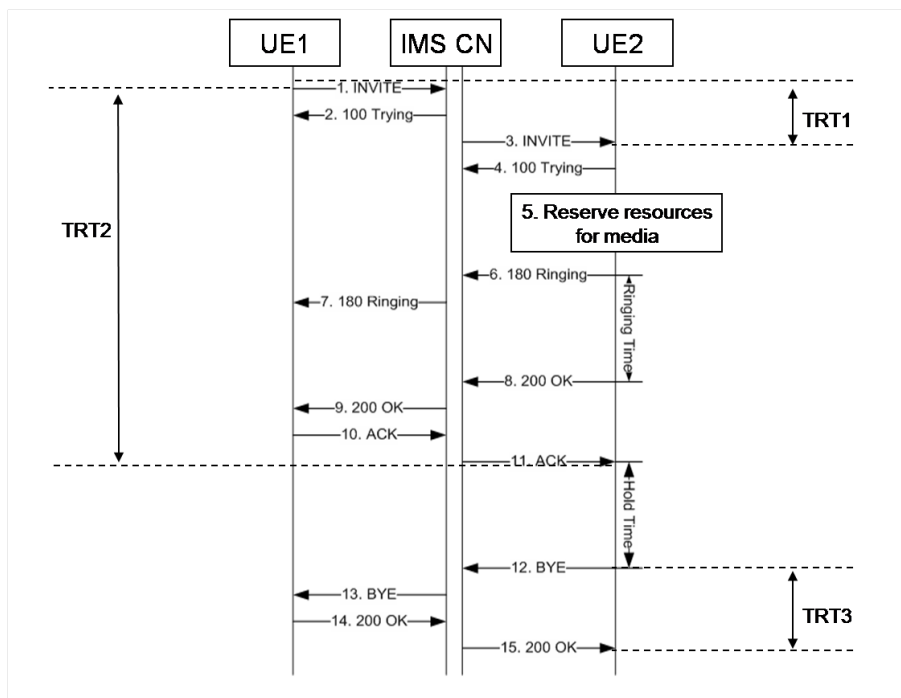 UE1
IMS CN
UE2
1. INVITE
2. 100 Trying
TRT1
3. INVITE
4. 100 Trying
5. Reserve resources
for media
TRT2
6. 180 Ringing
7. 180 Ringing
Ringing Time
8. 200 OK
9. 200 OK
10. ACK
11. ACK
Hold Time
12. BYE
13. BYE
TRT3
14. 200 OK
15. 200 OK